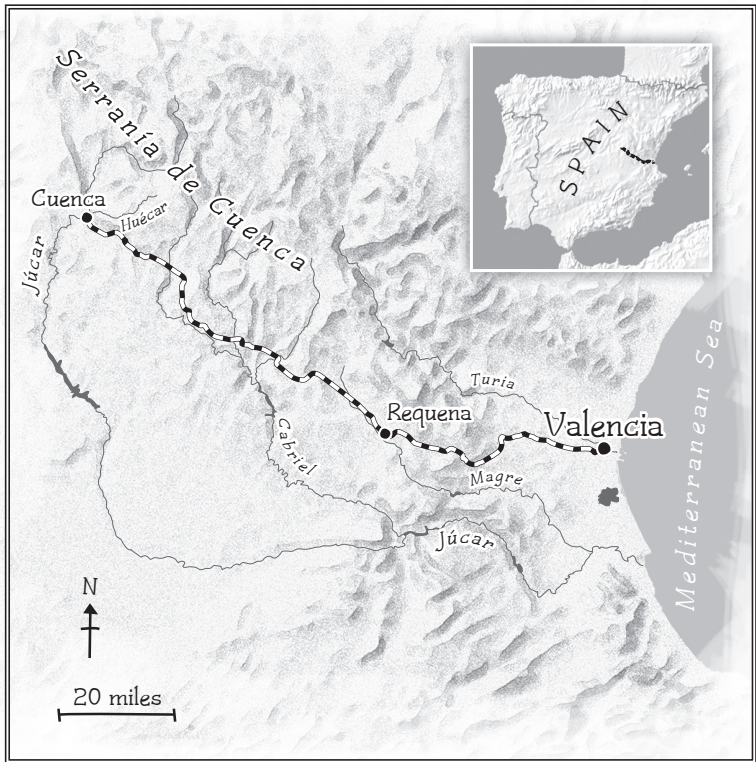 Serranía de Cuenca
SPAIN
Cuenca
Huécar
Júcar
Turia
Requena
Valencia
Cabriel
Magre
Júcar
Mediterranean Sea
N
20 miles